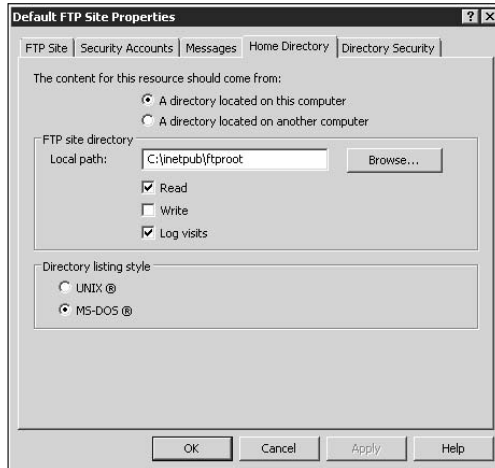 Default FTP Site Properties ? X
FTP Site Security Accounts Messages Home Directory Directory Security
The content for this resource should come from:
A directory located on this computer
A directory located on another computer
FTP site directory
Local path: C:\inetpub\ftproot Browse...
Read
Write
Log visits
Directory listing style
UNIX ®
MS-DOS ®
OK Cancel Apply Help